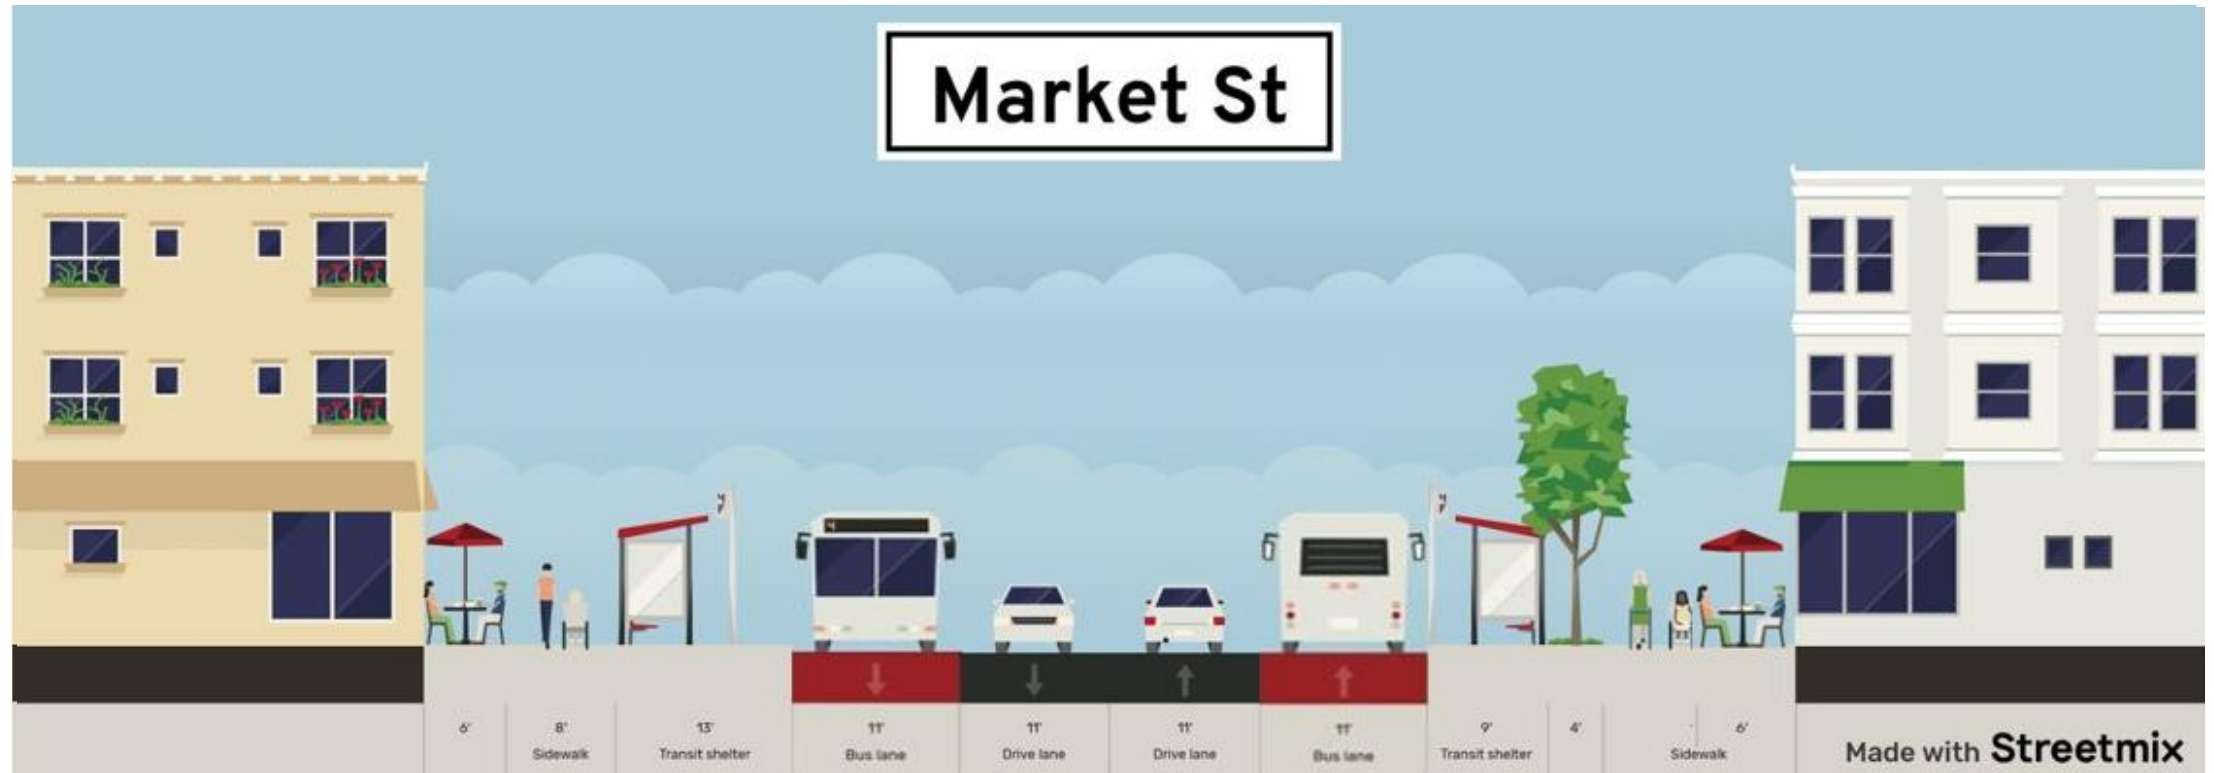 Market St
4
6' 8' 13' 11' 11' 11' 11' 9' 4' 6'
Sidewalk Transit shelter Bus lane Drive lane Drive lane Bus lane Transit shelter Sidewalk
Made with Streetmix